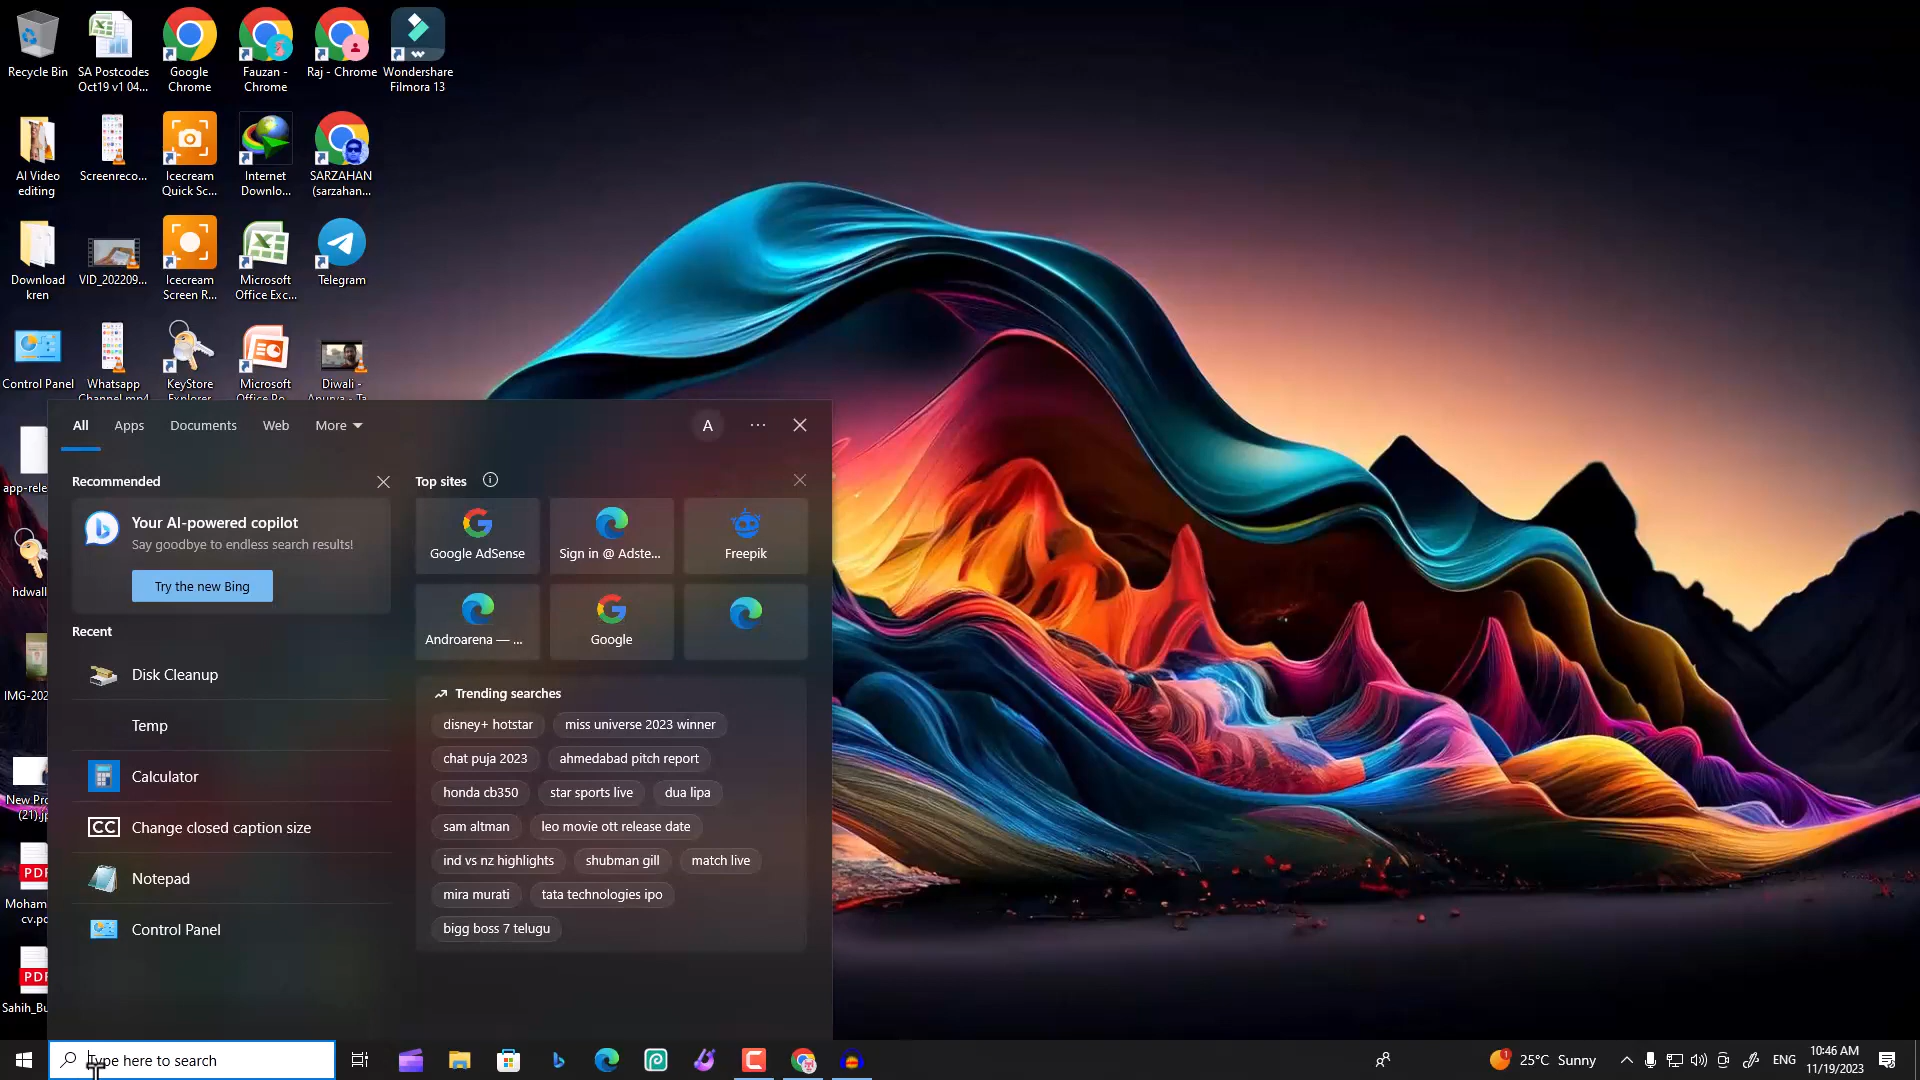 Recycle Bin
SA Postcodes
Oct19 v1 04...
Google
Chrome
Fauzan -
Chrome
Raj - Chrome
Wondershare
Filmora 13
AI Video
editing
Screenreco...
Icecream
Quick Sc...
Internet
Downlo...
SARZAHAN
(sarzahan...
Download
kren
VID_202209...
Icecream
Screen R...
Microsoft
Office Exc...
Telegram
Control Panel
Whatsapp
Channel.mp4
KeyStore
Explorer
Microsoft
Office Po...
Diwali -
Apurva - Ta...
app-rele
hdwall
IMG-202
New Pro
(21).jp
PDF
Moham
cv.pd
PDF
Sahih_Bu
All
Apps
Documents
Web
More
A
Recommended
Your AI-powered copilot
Say goodbye to endless search results!
Try the new Bing
Recent
Disk Cleanup
Temp
Calculator
CC
Change closed caption size
Notepad
Control Panel
Top sites
Google AdSense
Sign in @ Adste...
Freepik
Androarena — ...
Google
Trending searches
disney+ hotstar
miss universe 2023 winner
chat puja 2023
ahmedabad pitch report
honda cb350
star sports live
dua lipa
sam altman
leo movie ott release date
ind vs nz highlights
shubman gill
match live
mira murati
tata technologies ipo
bigg boss 7 telugu
Type here to search
1
25°C Sunny
ENG
10:46 AM
11/19/2023